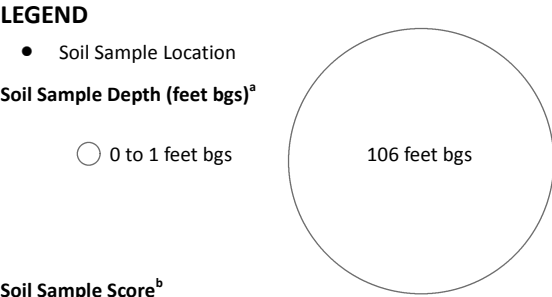 LEGEND
• Soil Sample Location
Soil Sample Depth (feet bgs)a
0 to 1 feet bgs 106 feet bgs
Soil Sample Scoreb